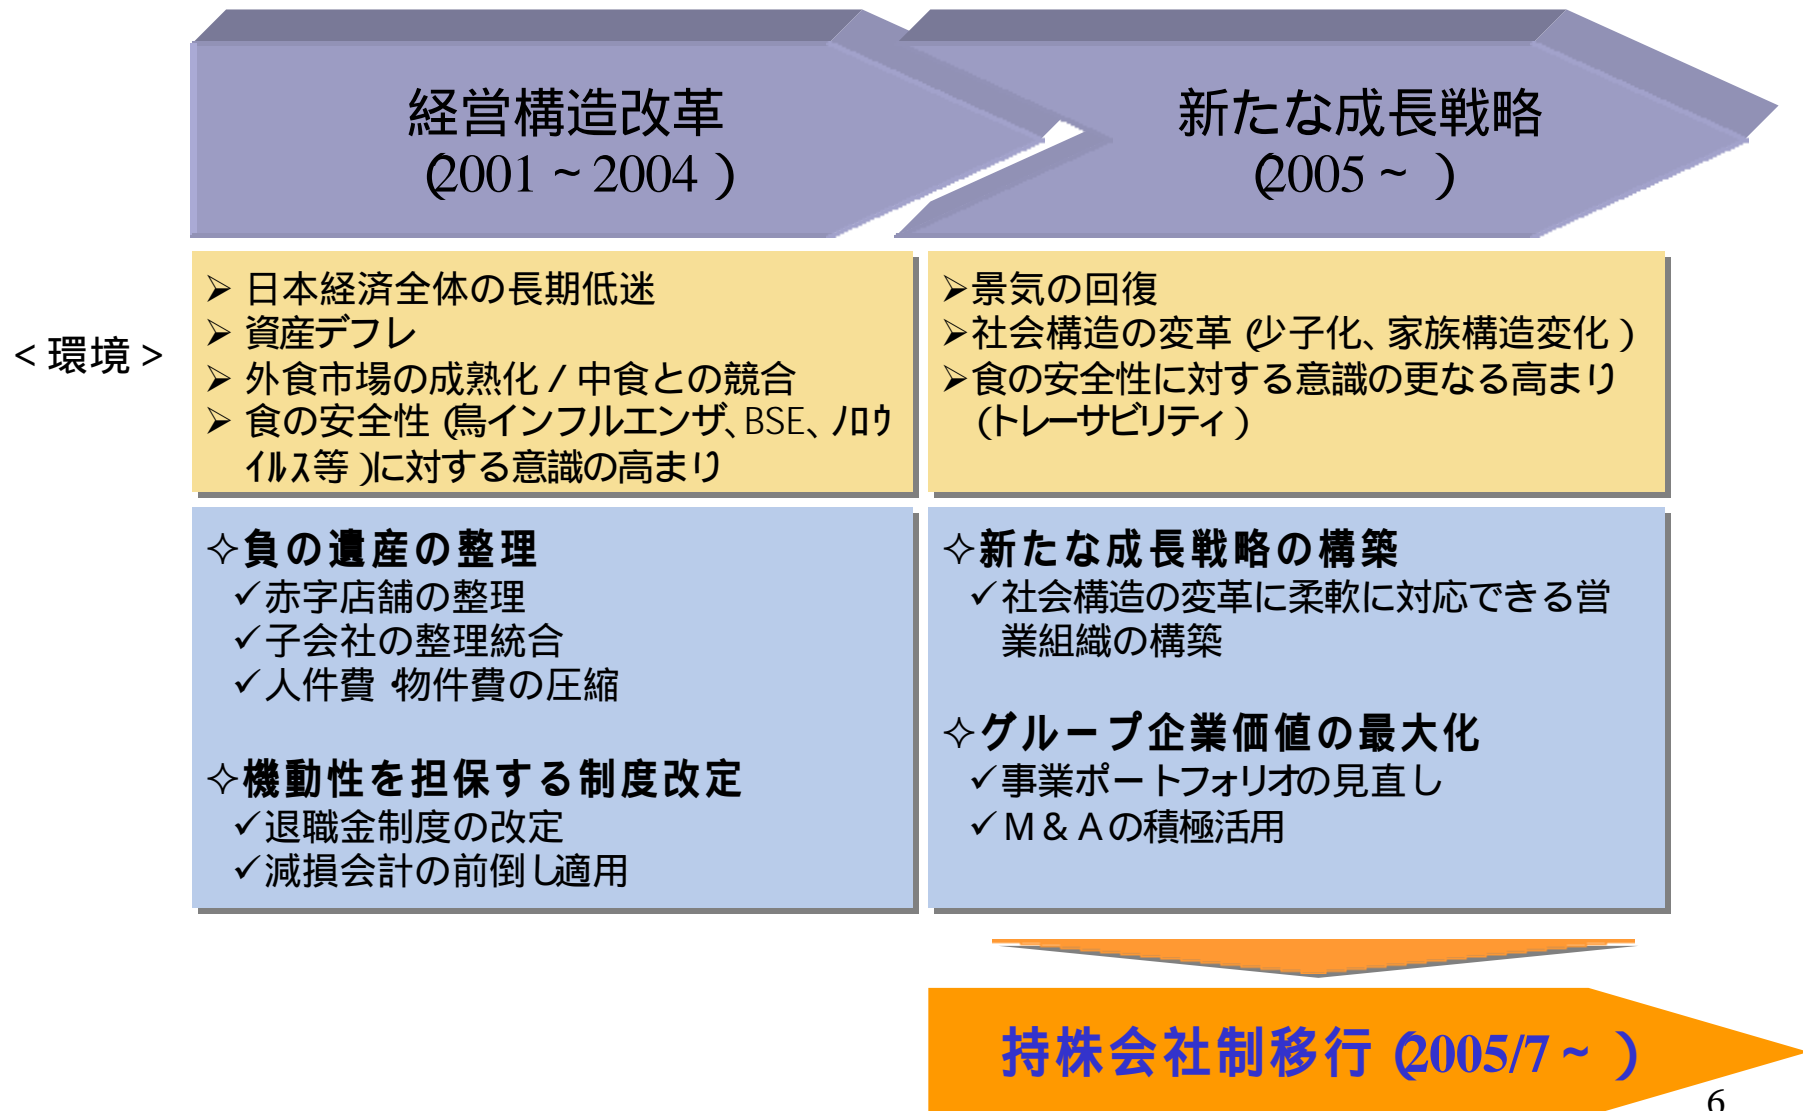 経営構造改革
（2001～2004）
新たな成長戦略
（2005～　）
＜環境＞
➢ 日本経済全体の長期低迷
➢ 資産デフレ
➢ 外食市場の成熟化／中食との競合
➢ 食の安全性（鳥インフルエンザ、BSE、ﾉﾛｳ
ｲﾙｽ等）に対する意識の高まり
➢景気の回復
➢社会構造の変革（少子化、家族構造変化）
➢食の安全性に対する意識の更なる高まり
（トレーサビリティ）
✧負の遺産の整理
✓赤字店舗の整理
✓子会社の整理統合
✓人件費・物件費の圧縮
✧機動性を担保する制度改定
✓退職金制度の改定
✓減損会計の前倒し適用
✧新たな成長戦略の構築
✓社会構造の変革に柔軟に対応できる営
業組織の構築
✧グループ企業価値の最大化
✓事業ポートフォリオの見直し
✓Ｍ＆Ａの積極活用
持株会社制移行（2005/7～　）
6